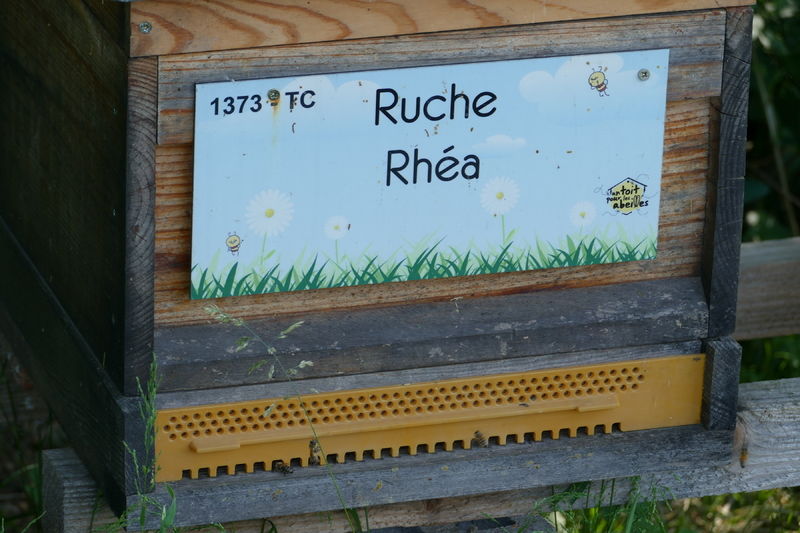 1373 TC
Ruche
Rhéa
un toit
pour les
abeilles